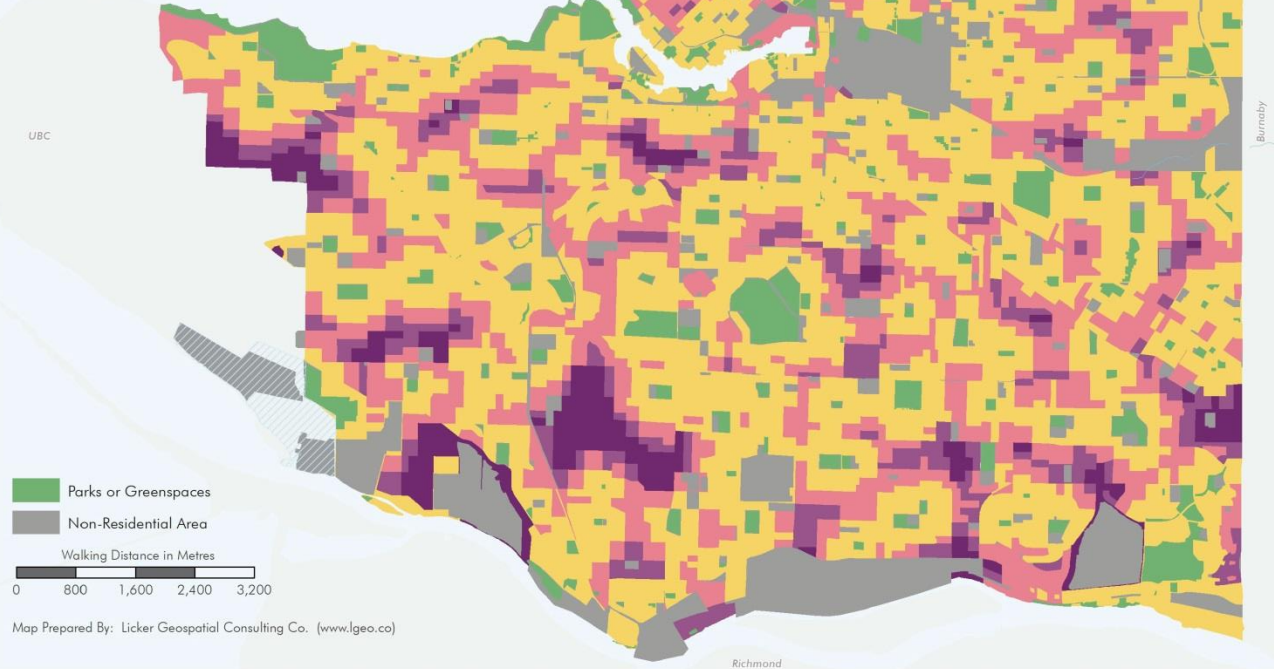 UBC
Burnaby
Parks or Greenspaces
Non-Residential Area
Walking Distance in Metres
0 800 1,600 2,400 3,200
Map Prepared By: Licker Geospatial Consulting Co. (www.lgeo.co)
Richmond